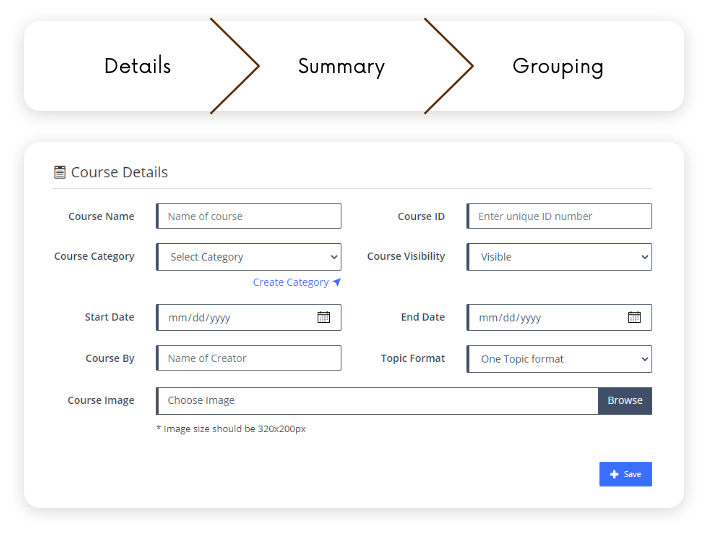 Details Summary Grouping
Course Details
Course Name Name of course Course ID Enter unique ID number
Course Category Select Category Course Visibility Visible
Create Category
Start Date mm/dd/yyyy End Date mm/dd/yyyy
Course By Name of Creator Topic Format One Topic format
Course Image Choose Image Browse
* Image size should be 320x200px
Save